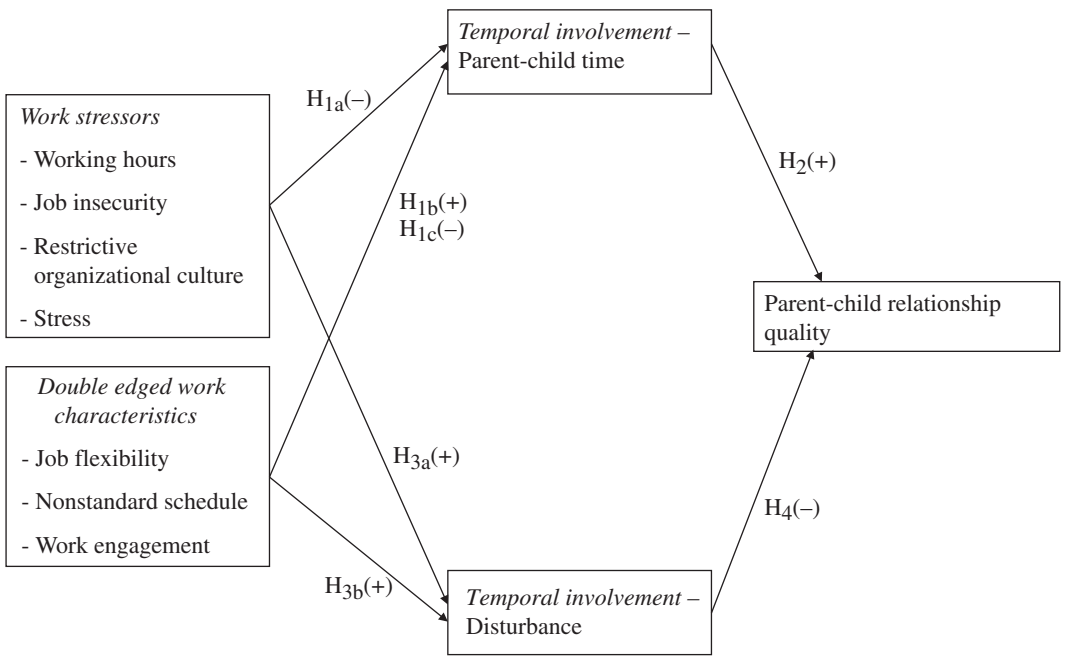 Temporal involvement –
Parent-child time
H1a(–)
Work stressors
- Working hours
- Job insecurity
- Restrictive
organizational culture
- Stress
H1b(+)
H1c(–)
H2(+)
Parent-child relationship
quality
Double edged work
characteristics
- Job flexibility
- Nonstandard schedule
- Work engagement
H3a(+)
H4(–)
H3b(+)
Temporal involvement –
Disturbance